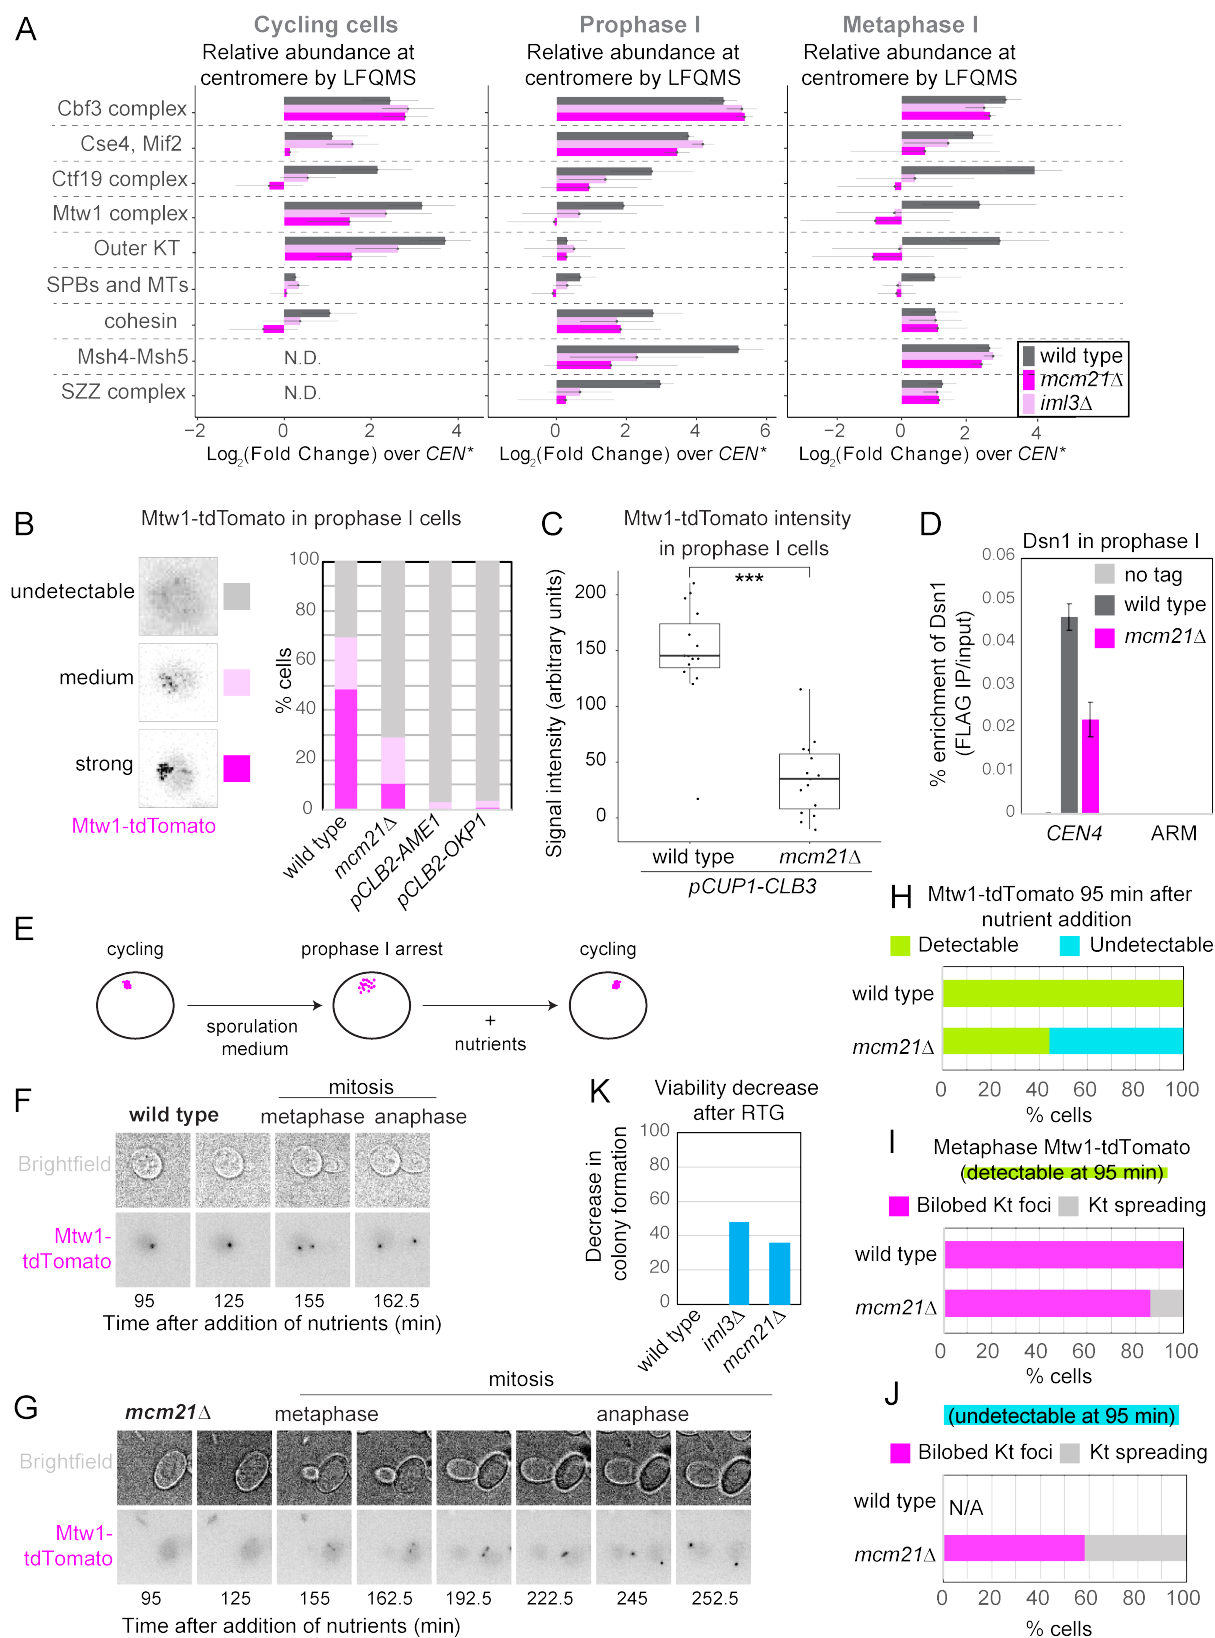 A
Cycling cells
Relative abundance at
centromere by LFQMS
Prophase I
Relative abundance at
centromere by LFQMS
Metaphase I
Relative abundance at
centromere by LFQMS
Cbf3 complex
Cse4, Mif2
Ctf19 complex
Mtw1 complex
Outer KT
SPBs and MTs
cohesin
Msh4-Msh5
N.D.
SZZ complex
N.D.
wild type
mcm21Δ
iml3Δ
−2 0 2 4
0 2 4 6
−2 0 2 4
Log2(Fold Change) over CEN*
Log2(Fold Change) over CEN*
Log2(Fold Change) over CEN*
B
Mtw1-tdTomato in prophase I cells
undetectable
medium
strong
Mtw1-tdTomato
% cells
100
80
60
40
20
0
wild type
mcm21Δ
pCLB2-AME1
pCLB2-OKP1
C
Mtw1-tdTomato intensity
in prophase I cells
***
Signal intensity (arbitrary units)
200
150
100
50
0
wild type
mcm21Δ
pCUP1-CLB3
D
Dsn1 in prophase I
% enrichment of Dsn1
(FLAG IP/input)
0.06
0.05
0.04
0.03
0.02
0.01
0
no tag
wild type
mcm21Δ
CEN4
ARM
E
cycling
prophase I arrest
cycling
sporulation
medium
+
nutrients
F
wild type
mitosis
metaphase
anaphase
Brightfield
Mtw1-
tdTomato
95 125 155 162.5
Time after addition of nutrients (min)
G
mcm21Δ
mitosis
metaphase
anaphase
Brightfield
Mtw1-
tdTomato
95 125 155 162.5 192.5 222.5 245 252.5
Time after addition of nutrients (min)
H
Mtw1-tdTomato 95 min after
nutrient addition
Detectable
Undetectable
wild type
mcm21Δ
0 20 40 60 80 100
% cells
I
Metaphase Mtw1-tdTomato
(detectable at 95 min)
Bilobed Kt foci
Kt spreading
wild type
mcm21Δ
0 20 40 60 80 100
% cells
J
(undetectable at 95 min)
Bilobed Kt foci
Kt spreading
wild type
N/A
mcm21Δ
0 20 40 60 80 100
% cells
K
Viability decrease
after RTG
Decrease in
colony formation
100
80
60
40
20
0
wild type
iml3Δ
mcm21Δ